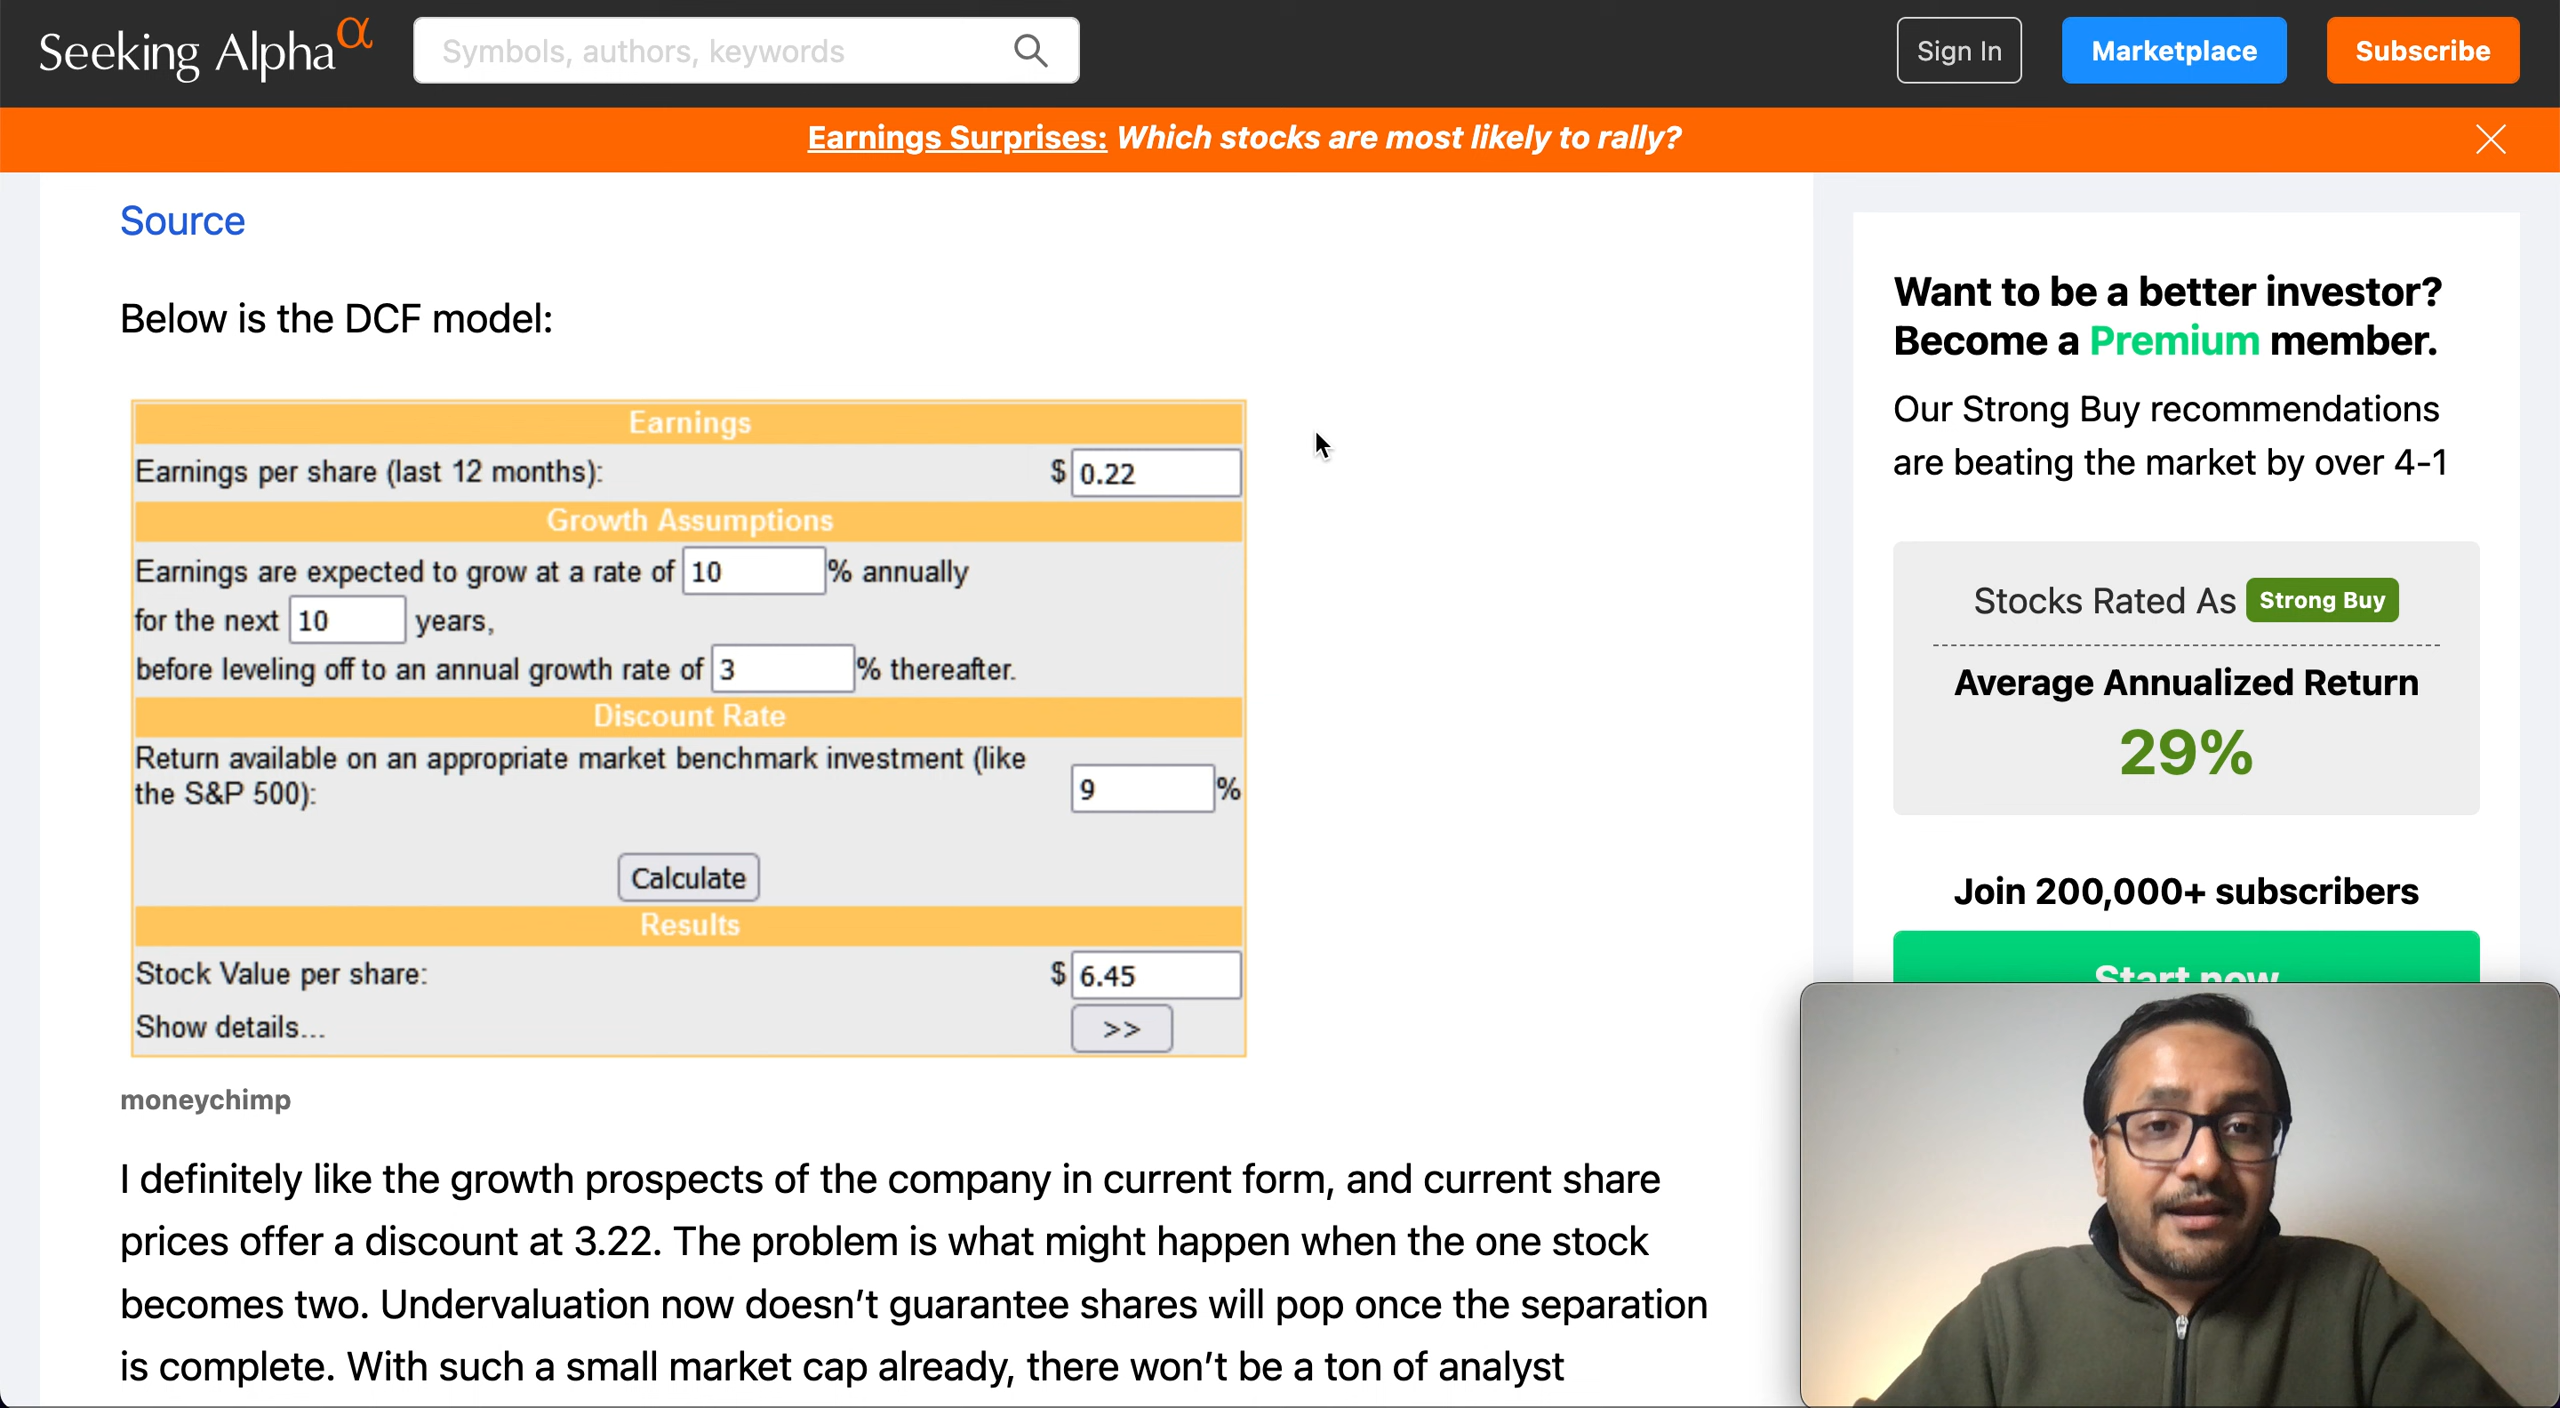 Seeking Alpha α
Symbols, authors, keywords
Sign In
Marketplace
Subscribe
Earnings Surprises: Which stocks are most likely to rally?
Source
Below is the DCF model:
Earnings
Earnings per share (last 12 months): $ 0.22
Growth Assumptions
Earnings are expected to grow at a rate of 10 % annually
for the next 10 years,
before leveling off to an annual growth rate of 3 % thereafter.
Discount Rate
Return available on an appropriate market benchmark investment (like
the S&P 500): 9 %
Calculate
Results
Stock Value per share: $ 6.45
Show details... >>
moneychimp
I definitely like the growth prospects of the company in current form, and current share
prices offer a discount at 3.22. The problem is what might happen when the one stock
becomes two. Undervaluation now doesn't guarantee shares will pop once the separation
is complete. With such a small market cap already, there won't be a ton of analyst
Want to be a better investor?
Become a Premium member.
Our Strong Buy recommendations
are beating the market by over 4-1
Stocks Rated As Strong Buy
Average Annualized Return
29%
Join 200,000+ subscribers
Start now